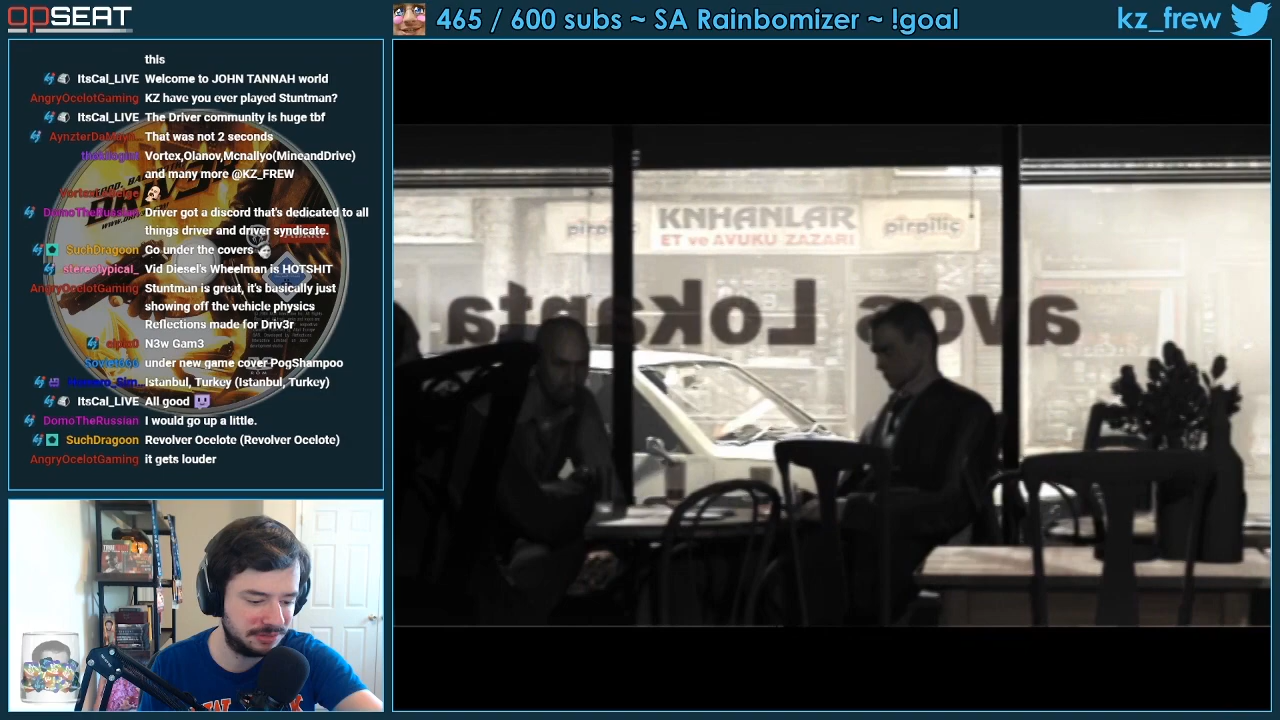 opSEAT
465 / 600 subs ~ SA Rainbomizer ~ !goal
kz_frew
this
ItsCal_LIVE Welcome to JOHN TANNAH world
AngryOcelotGaming KZ have you ever played Stuntman?
ItsCal_LIVE The Driver community is huge tbf
That was not 2 seconds
Vortex,Olanov,Mcnallyo(MineandDrive)
and many more @KZ_FREW
DomoTheRussian Driver got a discord that's dedicated to all
things driver and driver syndicate.
SuchDragoon Go under the covers
stereotypical_ Vid Diesel's Wheelman is HOTSHIT
AngryOcelotGaming Stuntman is great, it's basically just
showing off the vehicle physics
Reflections made for Driv3r
N3w Gam3
under new game cover PogShampoo
Istanbul, Turkey (Istanbul, Turkey)
ItsCal_LIVE All good
DomoTheRussian I would go up a little.
SuchDragoon Revolver Ocelote (Revolver Ocelote)
AngryOcelotGaming it gets louder
pirpilic
KNHANLAR
ET ve AVUKU ZAZARI
pirpilic
Lokanta